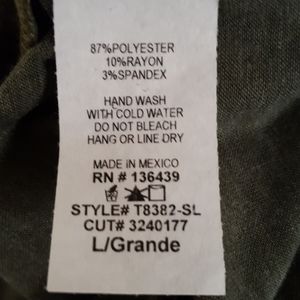 87%POLYESTER
10%RAYON
3%SPANDEX
HAND WASH
WITH COLD WATER
DO NOT BLEACH
HANG OR LINE DRY
MADE IN MEXICO
RN # 136439
STYLE# T8382-SL
CUT# 3240177
L/Grande